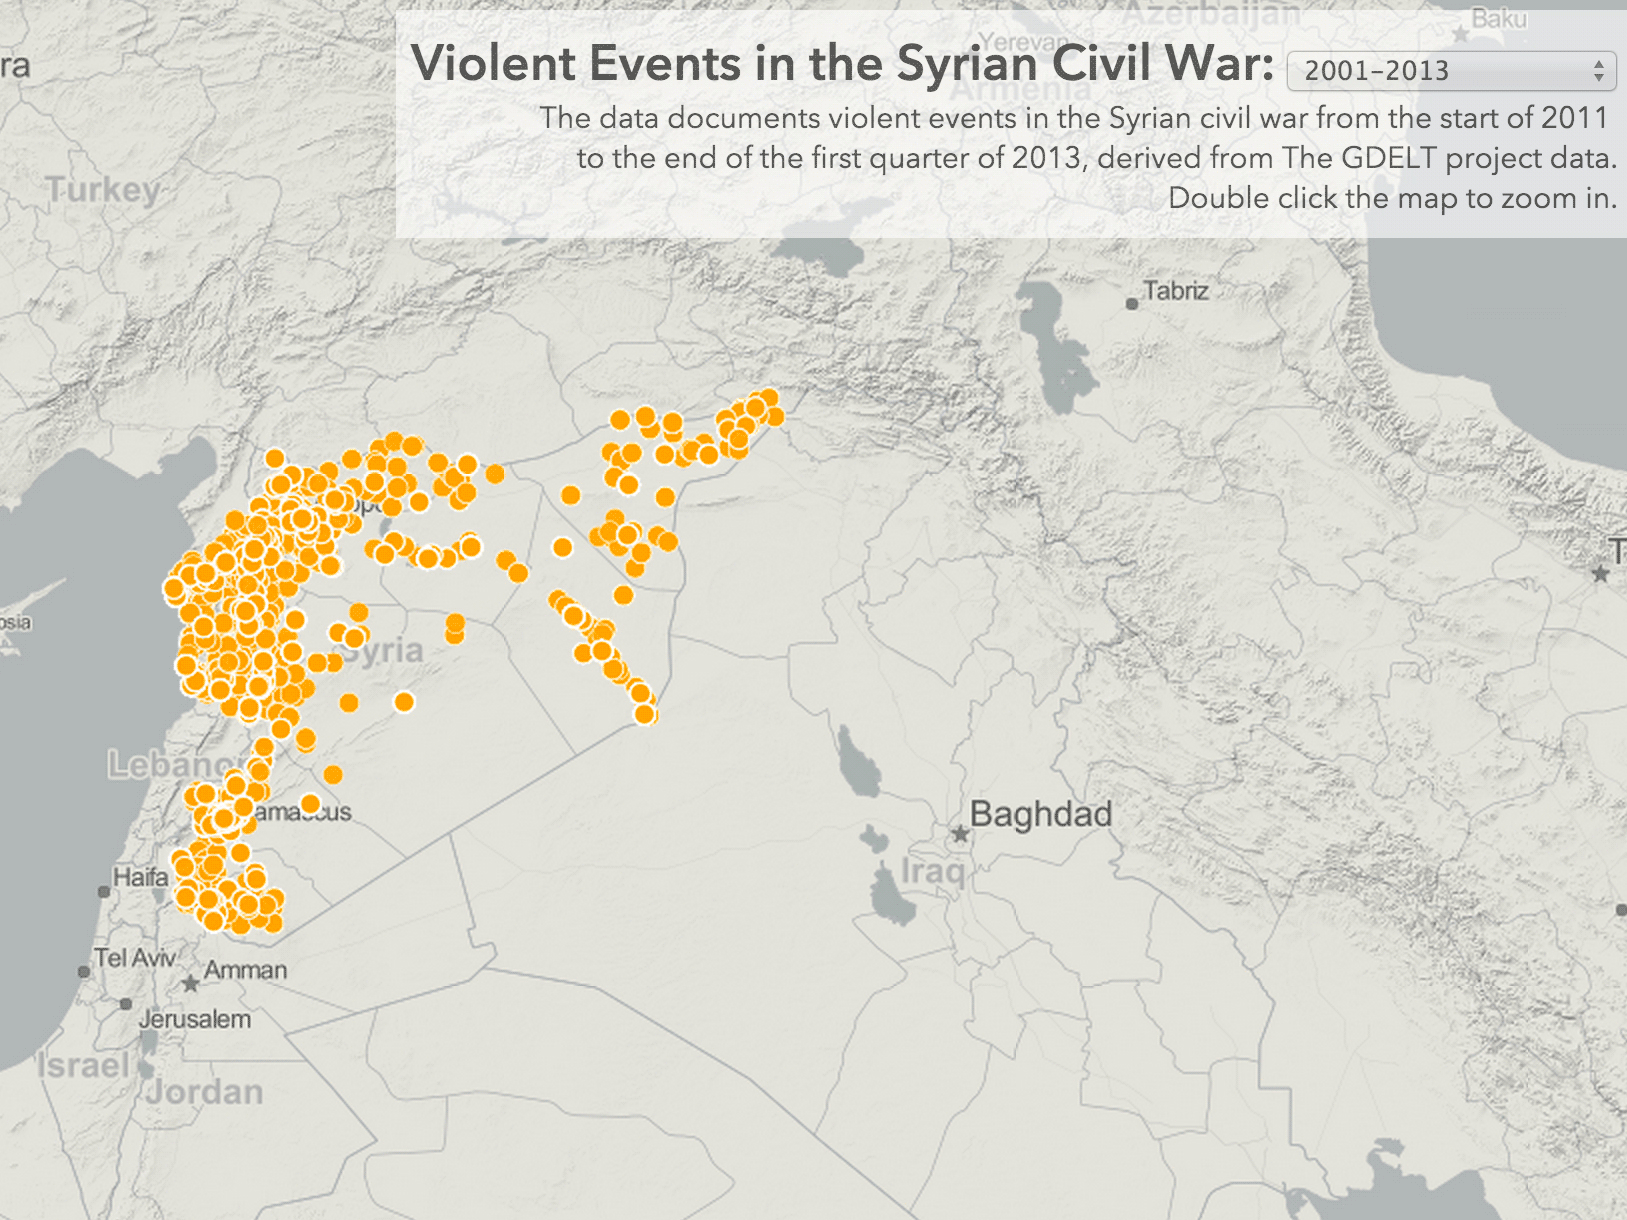 Azerbaijan
Baku
Yerevan
Violent Events in the Syrian Civil War:
2001-2013
Armenia
ra
The data documents violent events in the Syrian civil war from the start of 2011
to the end of the first quarter of 2013, derived from The GDELT project data.
Double click the map to zoom in.
Turkey
Tabriz
T
osia
Syria
Lebano
amascus
Baghdad
Iraq
Haifa
Tel Aviv
Amman
Jerusalem
Israel
Jordan